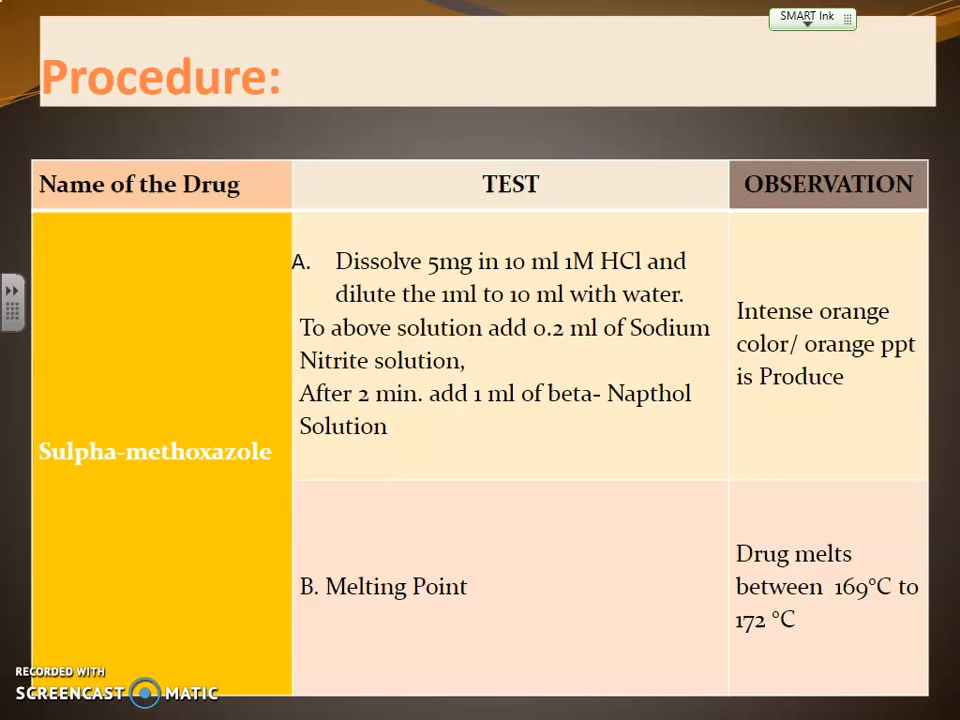 SMART Ink
Procedure:
Name of the Drug
TEST
OBSERVATION
Sulpha-methoxazole
A. Dissolve 5mg in 10 ml 1M HCl and
dilute the 1ml to 10 ml with water.
To above solution add 0.2 ml of Sodium
Nitrite solution,
After 2 min. add 1 ml of beta- Napthol
Solution
Intense orange
color/ orange ppt
is Produce
B. Melting Point
Drug melts
between 169°C to
172 °C
RECORDED WITH
SCREENCAST MATIC